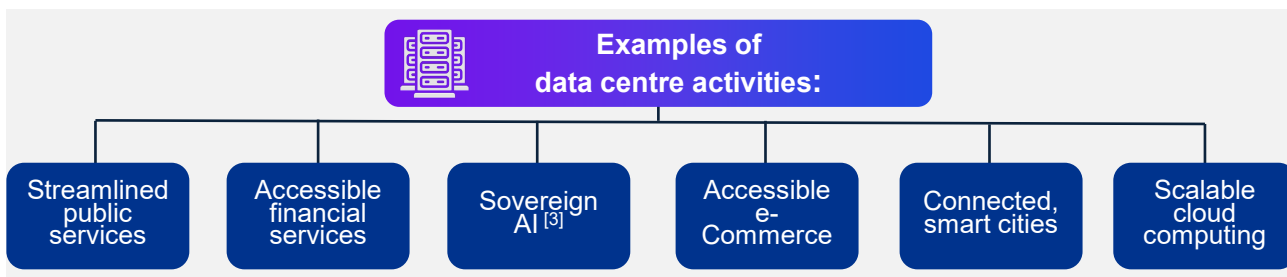 Examples of
data centre activities:
Streamlined
public
services
Accessible
financial
services
Sovereign
AI [3]
Accessible
e-
Commerce
Connected,
smart cities
Scalable
cloud
computing